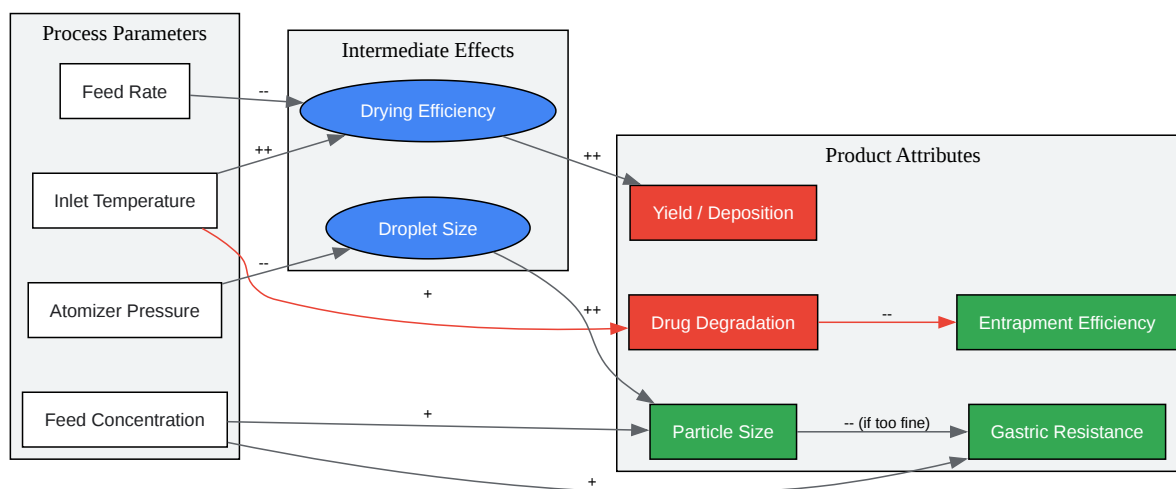 Process Parameters
Intermediate Effects
Feed Rate
--
Drying Efficiency
++
++
Product Attributes
Inlet Temperature
Yield / Deposition
Droplet Size
--
+
Atomizer Pressure
++
Drug Degradation
--
Entrapment Efficiency
Feed Concentration
+
Particle Size
-- (if too fine)
Gastric Resistance
+